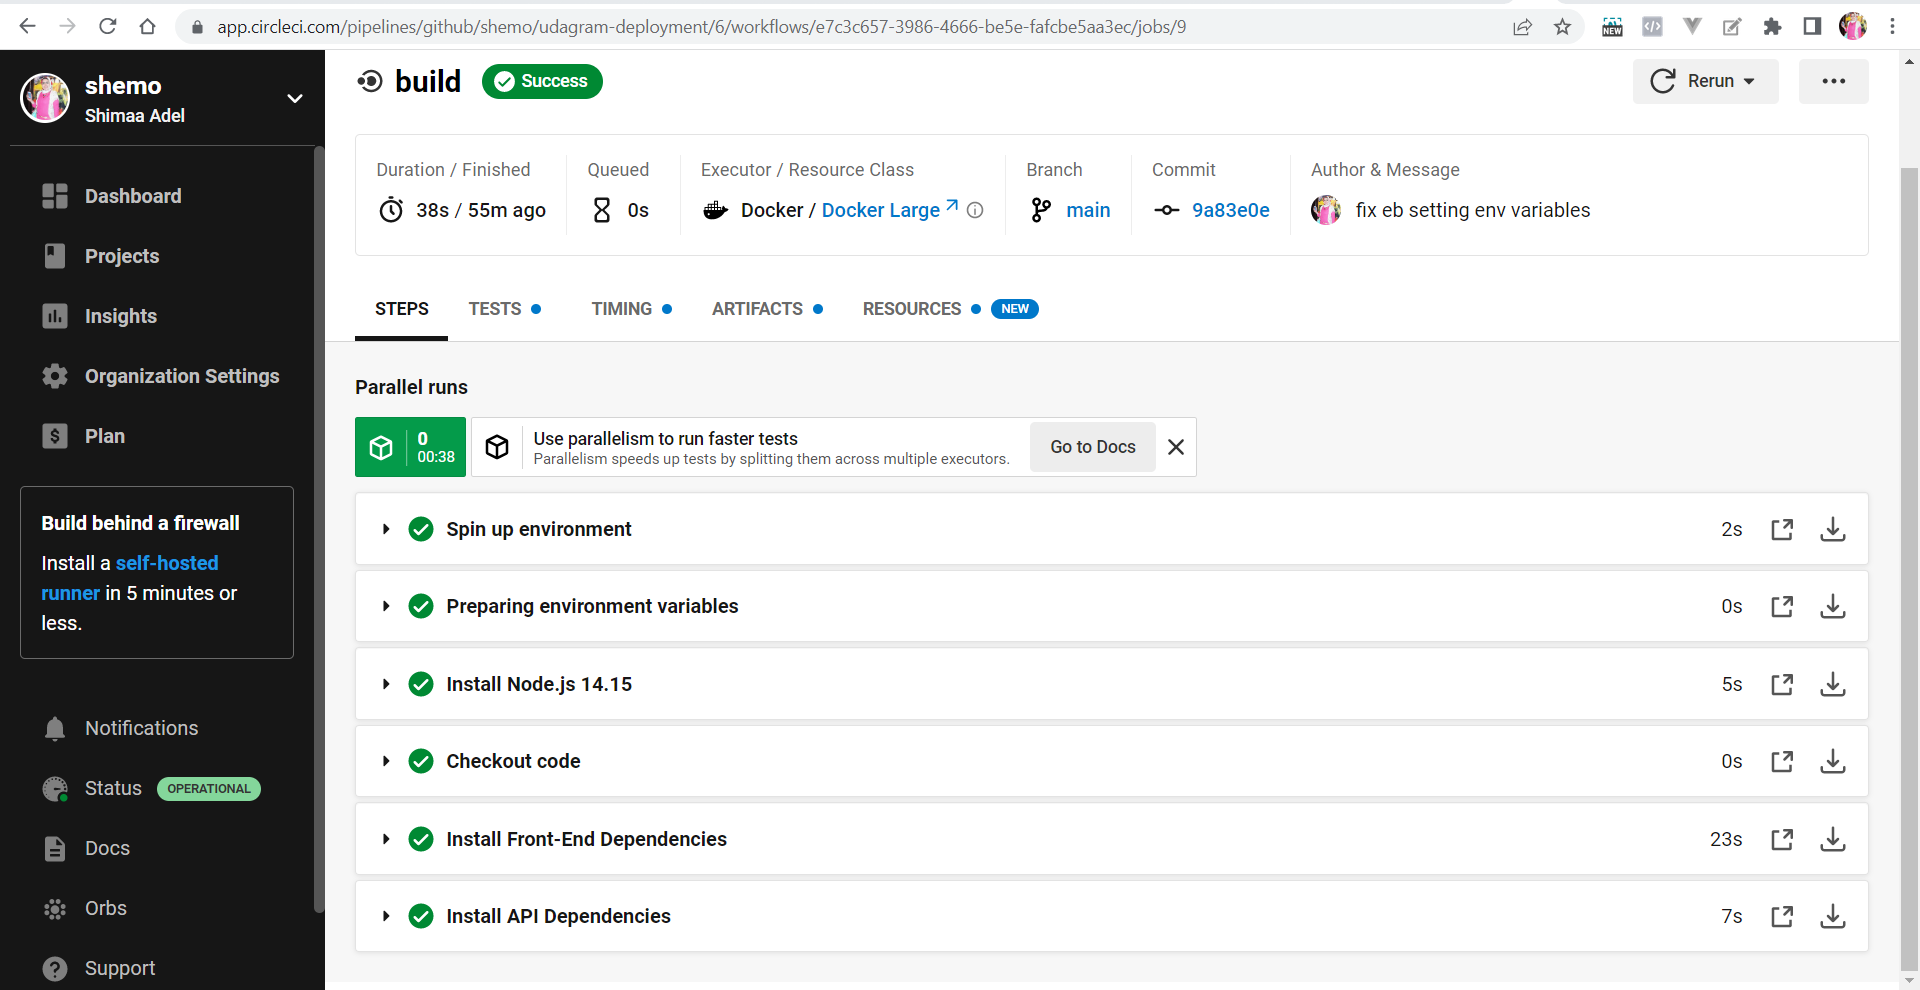 app.circleci.com/pipelines/github/shemo/udagram-deployment/6/workflows/e7c3c657-3986-4666-be5e-fafcbe5aa3ec/jobs/9
NEW
shemo
Shimaa Adel
Dashboard
Projects
Insights
Organization Settings
Plan
Build behind a firewall
Install a self-hosted
runner in 5 minutes or
less.
Notifications
Status OPERATIONAL
Docs
Orbs
Support
build Success
Rerun
Duration / Finished
38s / 55m ago
Queued
0s
Executor / Resource Class
Docker / Docker Large
Branch
main
Commit
9a83e0e
Author & Message
fix eb setting env variables
STEPS TESTS TIMING ARTIFACTS RESOURCES NEW
Parallel runs
0
00:38
Use parallelism to run faster tests
Parallelism speeds up tests by splitting them across multiple executors.
Go to Docs
Spin up environment 2s
Preparing environment variables 0s
Install Node.js 14.15 5s
Checkout code 0s
Install Front-End Dependencies 23s
Install API Dependencies 7s